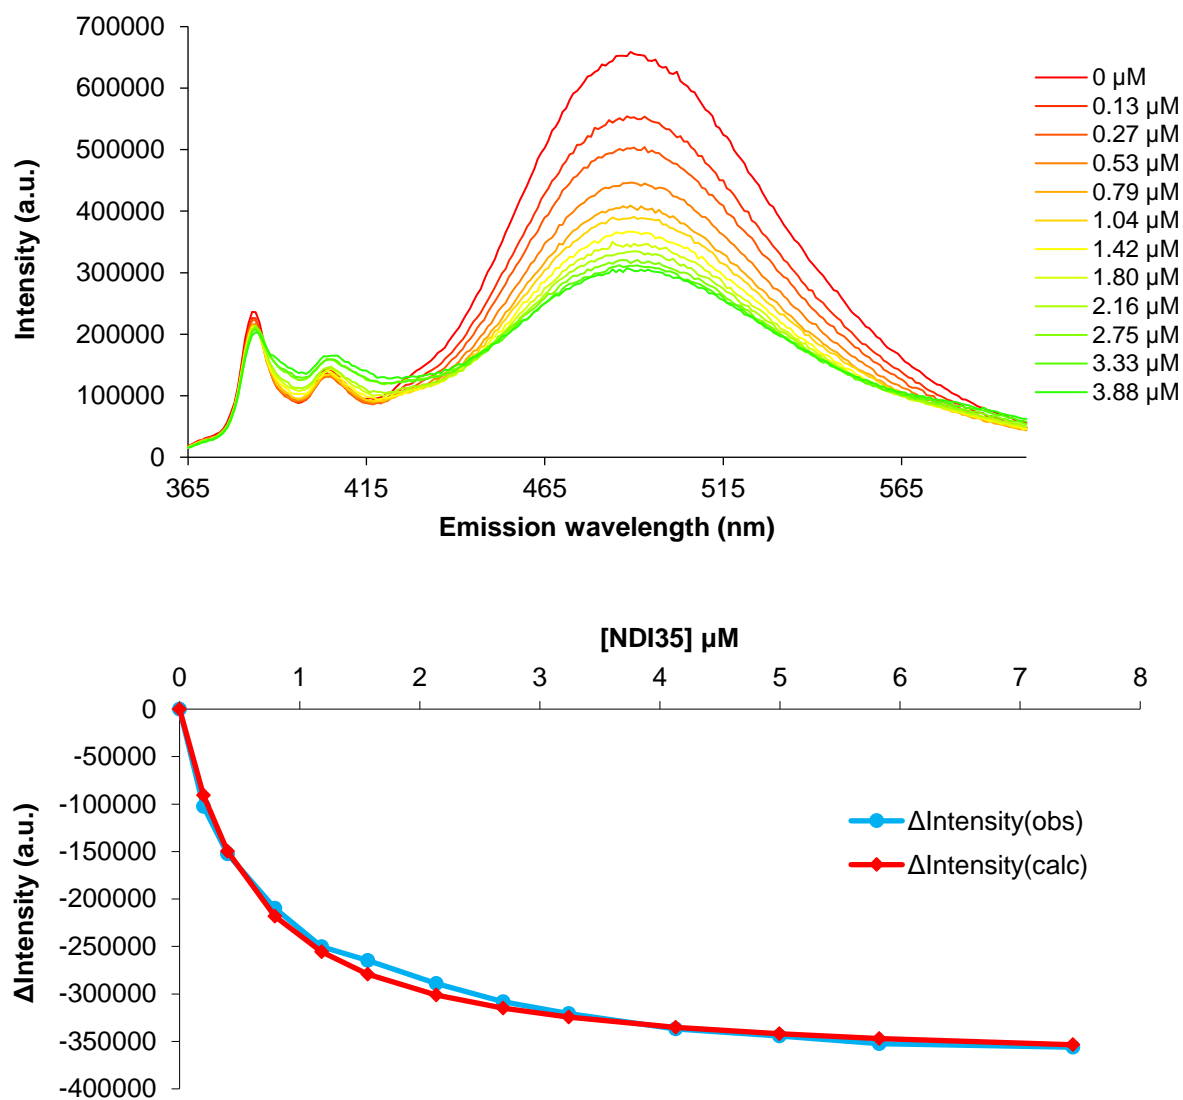 700000
600000
500000
400000
300000
200000
100000
0
Intensity (a.u.)
365 415 465 515 565
Emission wavelength (nm)
0 µM
0.13 µM
0.27 µM
0.53 µM
0.79 µM
1.04 µM
1.42 µM
1.80 µM
2.16 µM
2.75 µM
3.33 µM
3.88 µM
[NDI35] µM
0 1 2 3 4 5 6 7 8
0
-50000
-100000
-150000
-200000
-250000
-300000
-350000
-400000
ΔIntensity (a.u.)
ΔIntensity(obs)
ΔIntensity(calc)